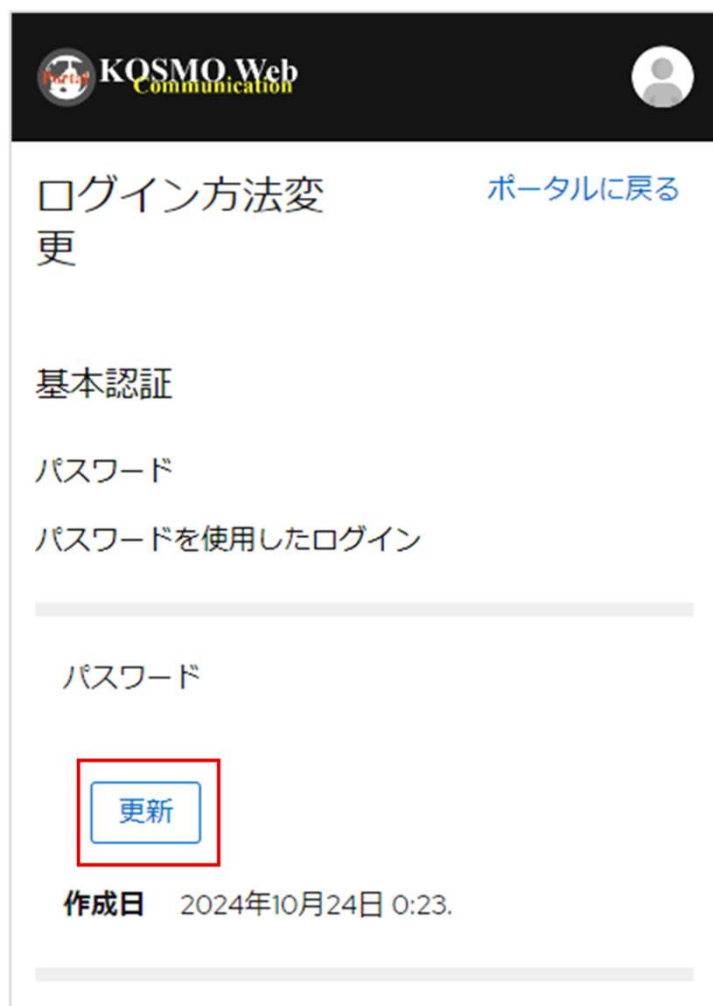 Portal KOSMO Web
Communication
ログイン方法変
更
ポータルに戻る
基本認証
パスワード
パスワードを使用したログイン
パスワード
更新
作成日 2024年10月24日 0:23.